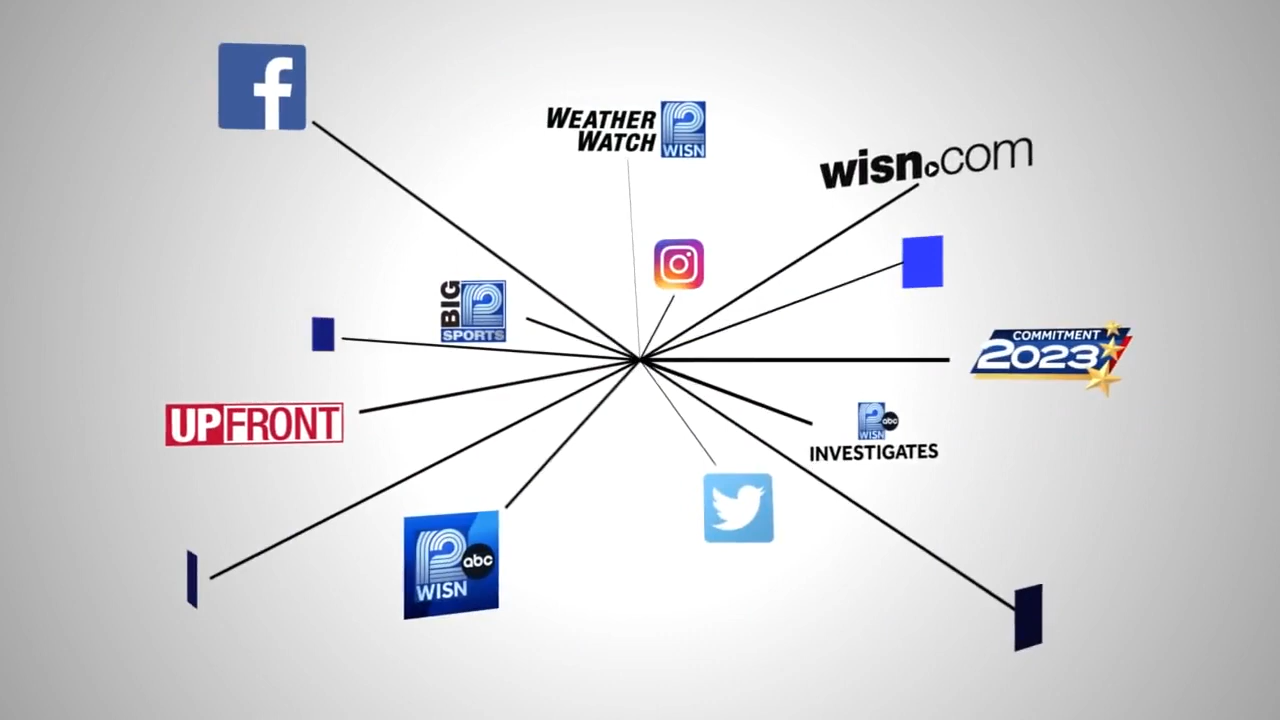 f
WEATHER
WATCH
12
WISN
wisn.com
BIG
12
SPORTS
COMMITMENT
2023
UPFRONT
12
abc
WISN
INVESTIGATES
12
abc
WISN